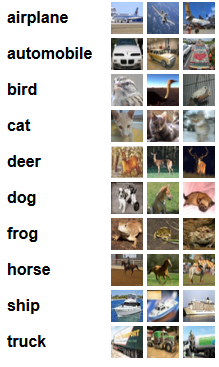 airplane
automobile
bird
cat
deer
dog
frog
horse
ship
truck